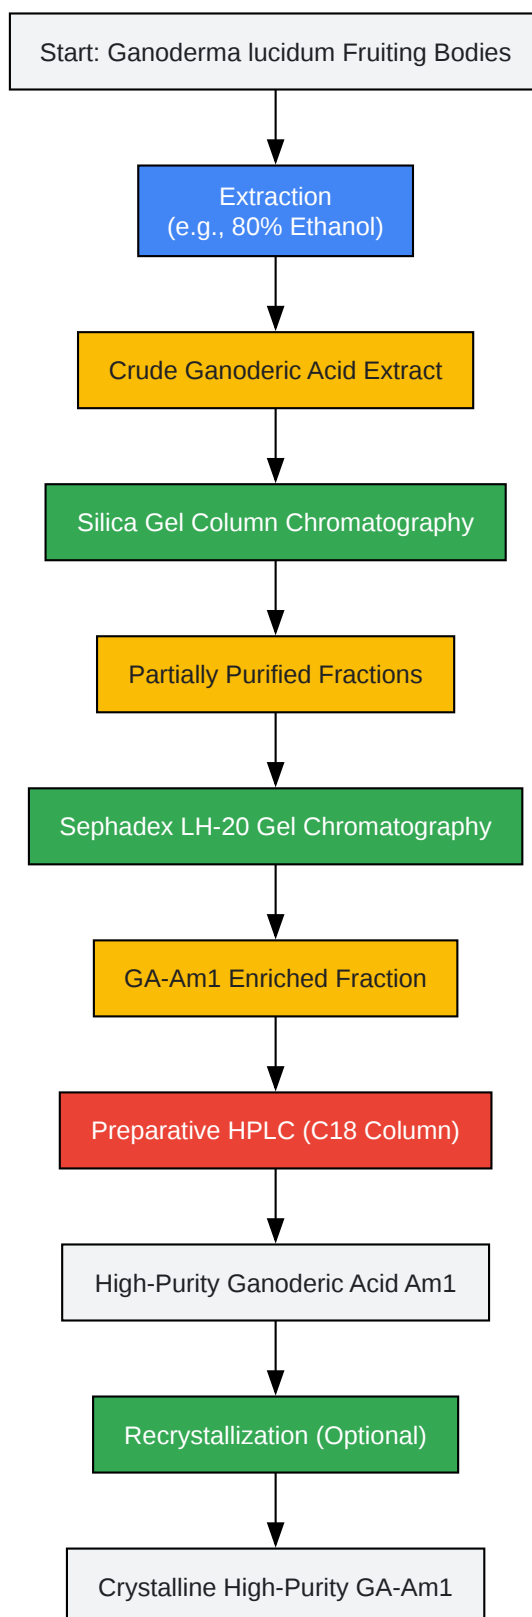 Start: Ganoderma lucidum Fruiting Bodies
Extraction
(e.g., 80% Ethanol)
Crude Ganoderic Acid Extract
Silica Gel Column Chromatography
Partially Purified Fractions
Sephadex LH-20 Gel Chromatography
GA-Am1 Enriched Fraction
Preparative HPLC (C18 Column)
High-Purity Ganoderic Acid Am1
Recrystallization (Optional)
Crystalline High-Purity GA-Am1